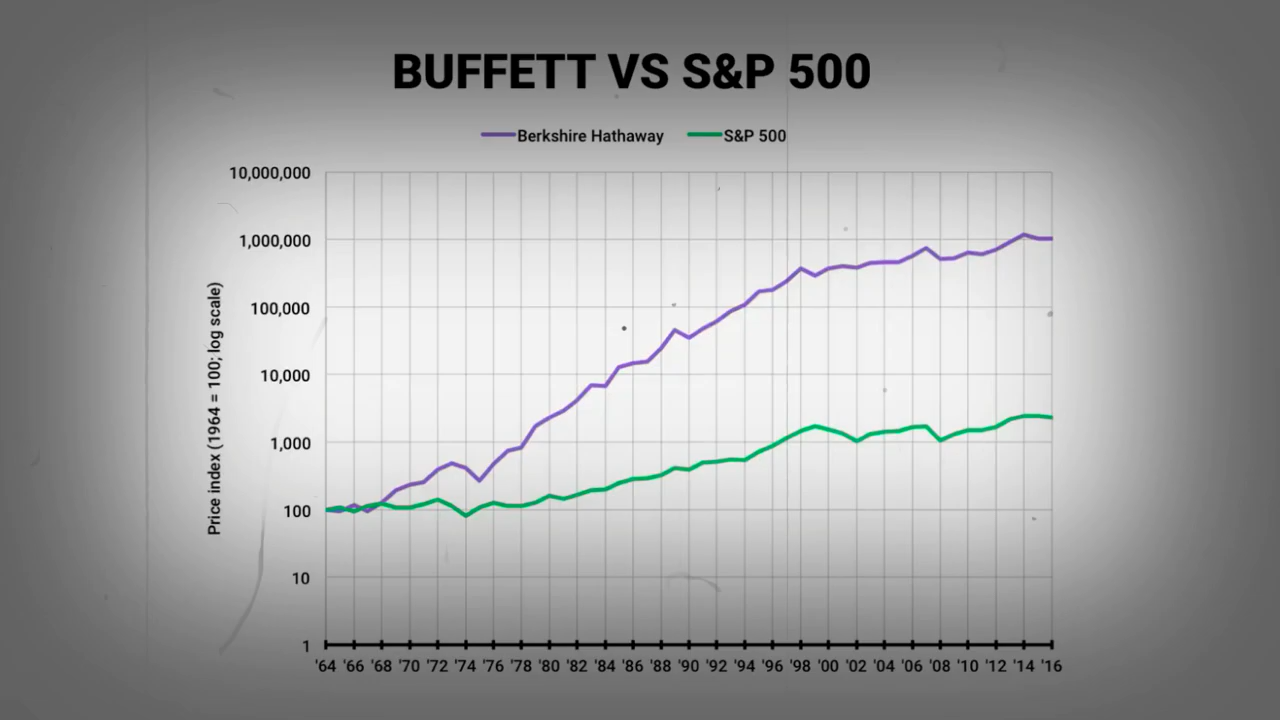 BUFFETT VS S&P 500
Berkshire Hathaway S&P 500
10,000,000
1,000,000
100,000
10,000
1,000
100
10
1
Price index (1964 = 100; log scale)
'64 '66 '68 '70 '72 '74 '76 '78 '80 '82 '84 '86 '88 '90 '92 '94 '96 '98 '00 '02 '04 '06 '08 '10 '12 '14 '16